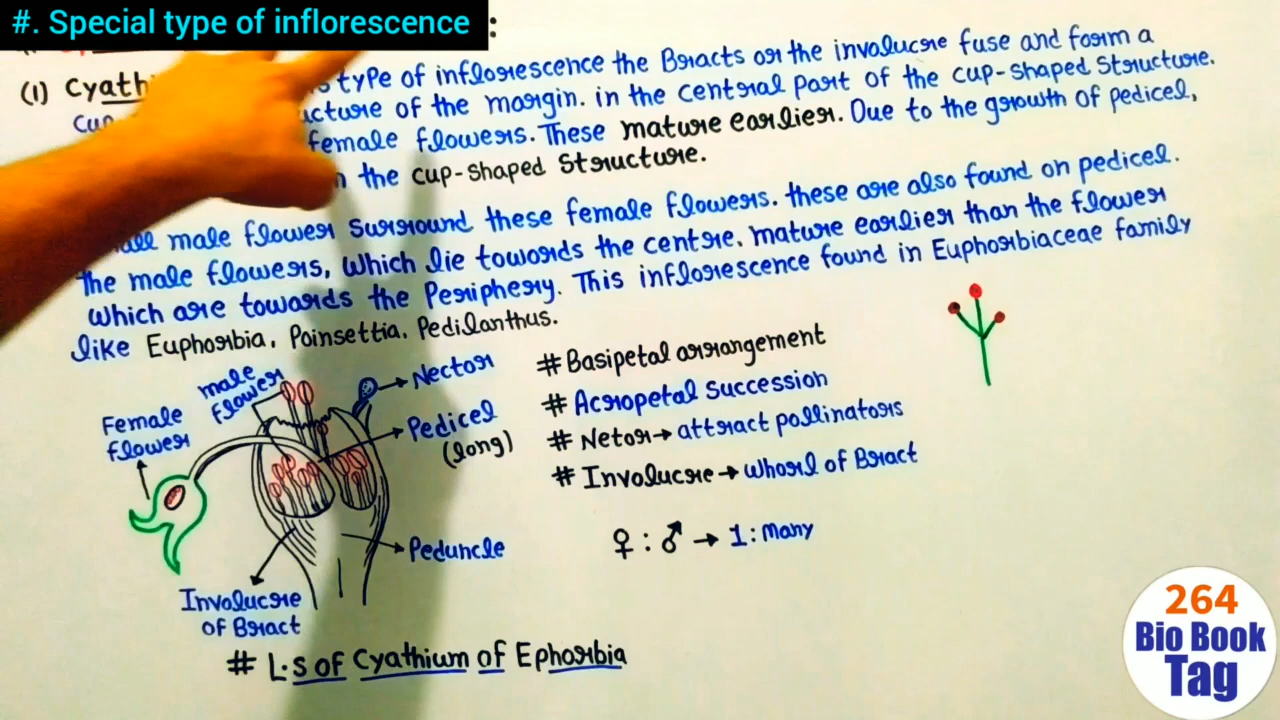 #. Special type of inflorescence
:
(1) Cyath type of inflorescence the Bracts or the invalucre fuse and form a
Cup ucture of the margin. in the central part of the cup-shaped Structure.
female flowers. These mature earlier. Due to the growth of pedicel,
the cup-shaped Structure.
male flower Surround these female flowers. these are also found on pedicel.
the male flowers, which lie towards the centre. mature earlier than the flower
which are towards the Periphery. This inflorescence found in Euphorbiaceae family
like Euphorbia, Poinsettia, Pedilanthus.
male
flower
Nector
Female
flower
Pedicel
(long)
Peduncle
Involucre
of Bract
# Basipetal arrangement
# Acropetal Succession
# Netor → attract pollinators
# Involucre → whorl of Bract
♀ : ♂ → 1 : Many
# L.S of Cyathium of Ephorbia
264
Bio Book
Tag